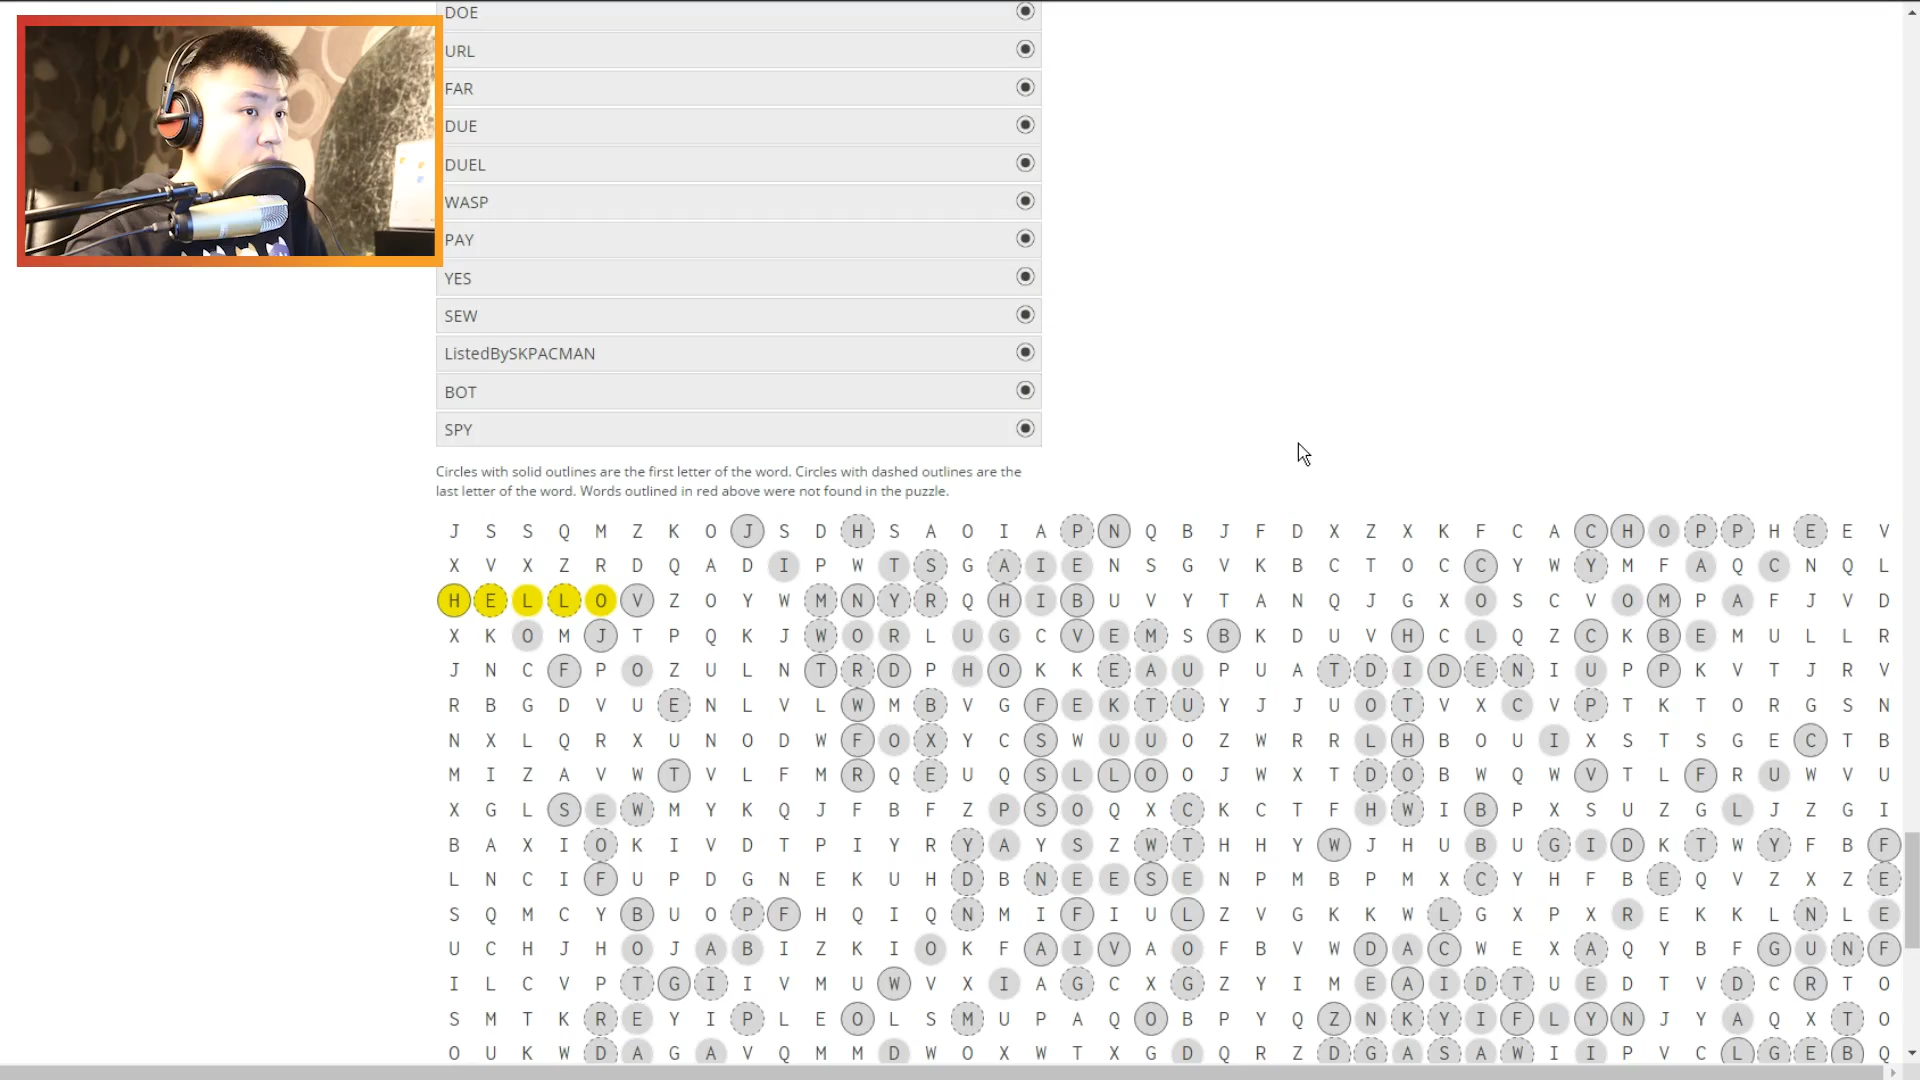 DOE
URL
FAR
DUE
DUEL
WASP
PAY
YES
SEW
ListedBySKPACMAN
BOT
SPY
Circles with solid outlines are the first letter of the word. Circles with dashed outlines are the
last letter of the word. Words outlined in red above were not found in the puzzle.
J S S Q M Z K O J S D H S A O I A P N Q B J F D X Z X K F C A C H O P P H E E V
X V X Z R D Q A D I P W T S G A I E N S G V K B C T O C C Y W Y M F A Q C N Q L
H E L L O V Z O Y W M N Y R Q H I B U V Y T A N Q J G X O S C V O M P A F J V D
X K O M J T P Q K J W O R L U G C V E M S B K D U V H C L Q Z C K B E M U L L R
J N C F P O Z U L N T R D P H O K K E A U P U A T D I D E N I U P P K V T J R V
R B G D V U E N L V L W M B V G F E K T U Y J J U O T V X C V P T K T O R G S N
N X L Q R X U N O D W F O X Y C S W U U O Z W R R L H B O U I X S T S G E C T B
M I Z A V W T V L F M R Q E U Q S L L O O J W X T D O B W Q W V T L F R U W V U
X G L S E W M Y K Q J F B F Z P S O Q X C K C T F H W I B P X S U Z G L J Z G I
B A X I O K I V D T P I Y R Y A Y S Z W T H H Y W J H U B U G I D K T W Y F B F
L N C I F U P D G N E K U H D B N E E S E N P M B P M X C Y H F B E Q V Z X Z E
S Q M C Y B U O P F H Q I Q N M I F I U L Z V G K K W L G X P X R E K K L N L E
U C H J H O J A B I Z K I O K F A I V A O F B V W D A C W E X A Q Y B F G U N F
I L C V P T G I I V M U W V X I A G C X G Z Y I M E A I D T U E D T V D C R T O
S M T K R E Y I P L E O L S M U P A Q O B P Y Q Z N K Y I F L Y N J Y A Q X T O
O U K W D A G A V Q M M D W O X W T X G D Q R Z D G A S A W I I P V C L G E B Q